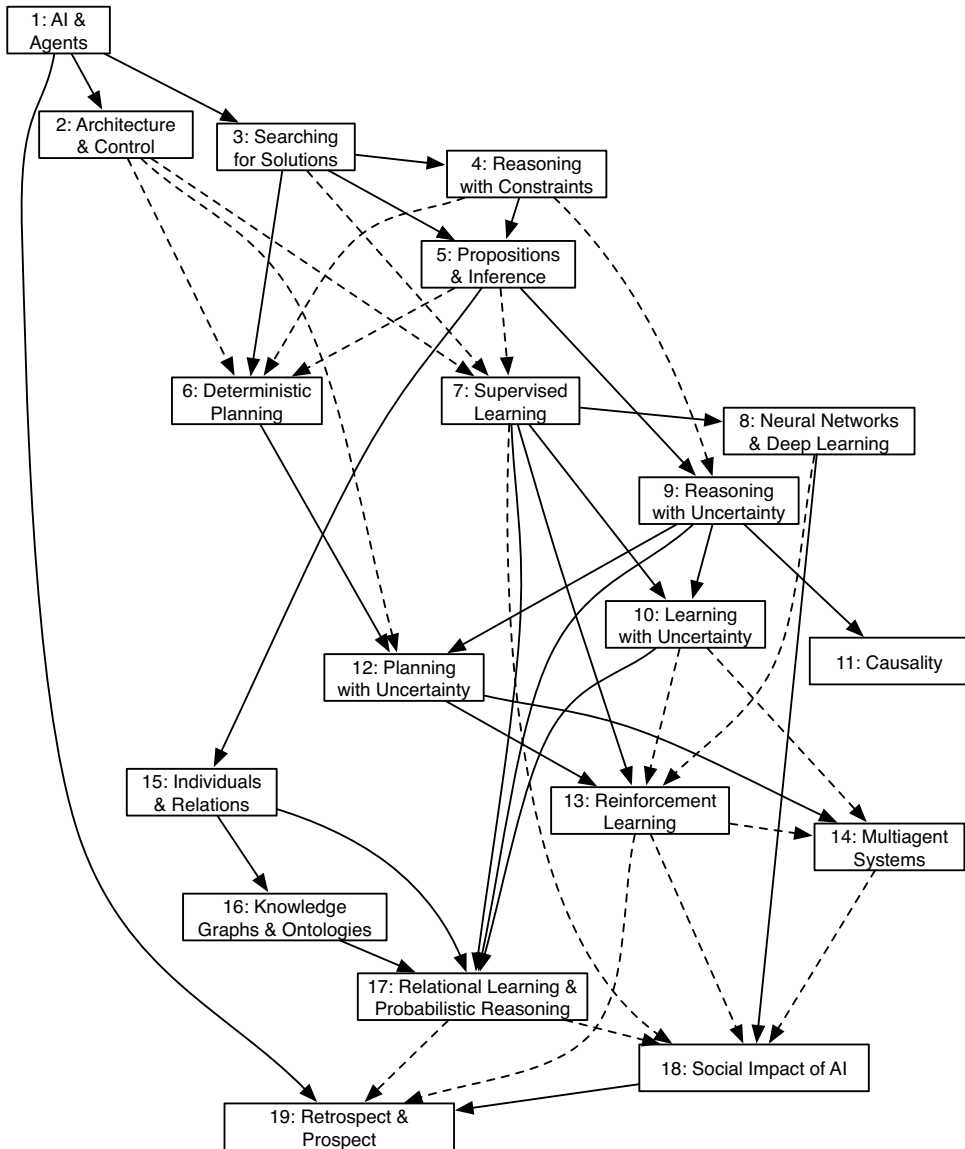 1: AI &
Agents
2: Architecture
& Control
3: Searching
for Solutions
4: Reasoning
with Constraints
5: Propositions
& Inference
6: Deterministic
Planning
7: Supervised
Learning
8: Neural Networks
& Deep Learning
9: Reasoning
with Uncertainty
10: Learning
with Uncertainty
11: Causality
12: Planning
with Uncertainty
13: Reinforcement
Learning
14: Multiagent
Systems
15: Individuals
& Relations
16: Knowledge
Graphs & Ontologies
17: Relational Learning &
Probabilistic Reasoning
18: Social Impact of AI
19: Retrospect &
Prospect